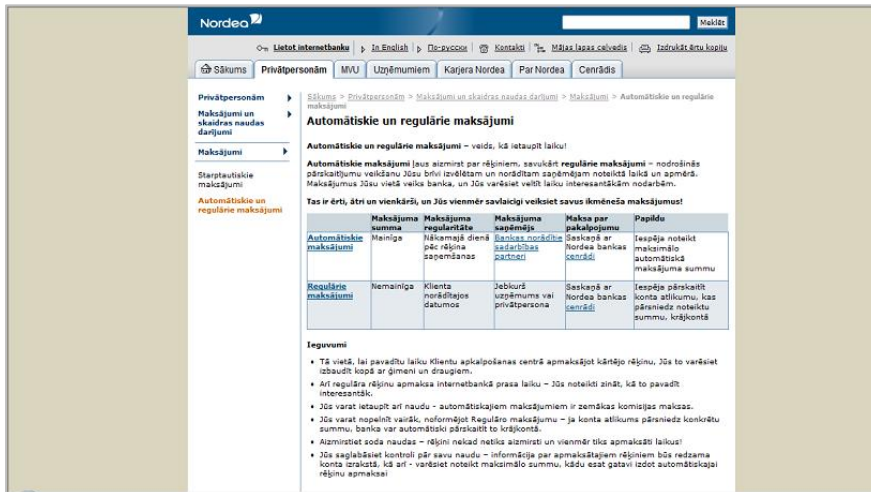 Nordea
Meklēt
Lietot internetbanku
In English
По-русски
Kontakti
Mājas lapas celvedis
Izdrukāt ērtu kopiju
Sākums
Privātpersonām
MVU
Uzņēmumiem
Karjera Nordea
Par Nordea
Cenrādis
Privātpersonām
Maksājumi un
skaidras naudas
darījumi
Maksājumi
Starptautiskie
maksājumi
Automātiskie un
regulārie maksājumi
Sākums > Privātpersonām > Maksājumi un skaidras naudas darījumi > Maksājumi > Automātiskie un regulārie
maksājumi
Automātiskie un regulārie maksājumi
Automātiskie un regulārie maksājumi – veids, kā ietaupīt laiku!
Automātiskie maksājumi ļaus aizmirst par rēķiniem, savukārt regulārie maksājumi – nodrošinās
pārskaitījumu veikšanu Jūsu brīvi izvēlētam un norādītam saņēmējam noteiktā laikā un apmērā.
Maksājumus Jūsu vietā veiks banka, un Jūs varēsiet veltīt laiku interesantākām nodarbēm.
Tas ir ērti, ātri un vienkārši, un Jūs vienmēr savlaicīgi veiksiet savus ikmēneša maksājumus!
Maksājuma
summa
Maksājuma
regularitāte
Maksājuma
saņēmējs
Maksa par
pakalpojumu
Papildu
Automātiskie
maksājumi
Mainīga
Nākamajā dienā
pēc rēķina
saņemšanas
Bankas norādītie
sadarbības
partneri
Saskaņā ar
Nordea bankas
cenrādi
Iespēja noteikt
maksimālo
automātiskā
maksājuma summu
Regulārie
maksājumi
Nemainīga
Klienta
norādītajos
datumos
Jebkurš
uzņēmums vai
privātpersona
Saskaņā ar
Nordea bankas
cenrādi
Iespēja pārskaitīt
konta atlikumu, kas
pārsniedz noteiktu
summu, krājkontā
Ieguvumi
• Tā vietā, lai pavadītu laiku Klientu apkalpošanas centrā apmaksājot kārtējo rēķinu, Jūs to varēsiet
izbaudīt kopā ar ģimeni un draugiem.
• Arī regulāra rēķinu apmaksa internetbankā prasa laiku – Jūs noteikti zināt, kā to pavadīt
interesantāk.
• Jūs varat ietaupīt arī naudu - automātiskajiem maksājumiem ir zemākas komisijas maksas.
• Jūs varat nopelnīt vairāk, noformējot Regulāro maksājumu – ja konta atlikums pārsniedz konkrētu
summu, banka var automātiski pārskaitīt to krājkontā.
• Aizmirstiet soda naudas – rēķini nekad netiks aizmirsti un vienmēr tiks apmaksāti laikus!
• Jūs saglabāsiet kontroli pār savu naudu – informācija par apmaksātajiem rēķiniem būs redzama
konta izrakstā, kā arī - varēsiet noteikt maksimālo summu, kādu esat gatavi izdot automātiskajai
rēķinu apmaksai